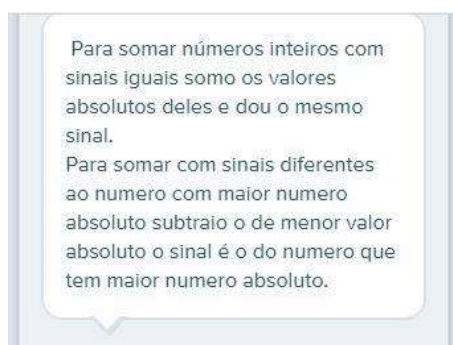 Para somar números inteiros com
sinais iguais somo os valores
absolutos deles e dou o mesmo
sinal.
Para somar com sinais diferentes
ao numero com maior numero
absoluto subtraio o de menor valor
absoluto o sinal é o do numero que
tem maior numero absoluto.